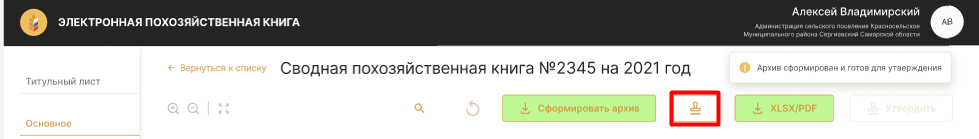 ЭЛЕКТРОННАЯ ПОХОЗЯЙСТВЕННАЯ КНИГА
Алексей Владимирский
Администрация сельского поселения Красносельское
Муниципального района Сергиевский Самарской области
АВ
Титульный лист
Основное
← Вернуться к списку
Сводная похозяйственная книга №2345 на 2021 год
Архив сформирован и готов для утверждения
Сформировать архив
XLSX/PDF
Утвердить